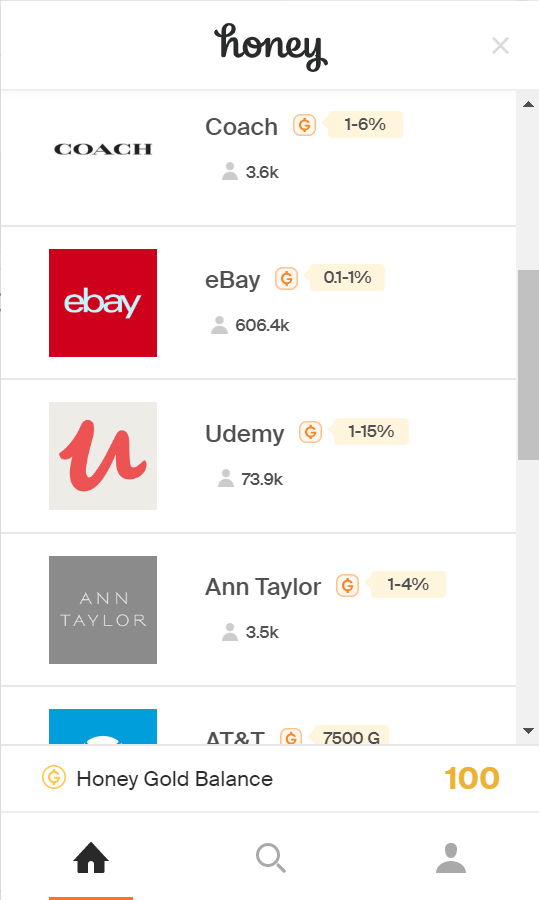 honey
COACH
Coach 1-6%
3.6k
ebay
eBay 0.1-1%
606.4k
Udemy 1-15%
73.9k
ANN
TAYLOR
Ann Taylor 1-4%
3.5k
AT&T 7500 G
Honey Gold Balance 100